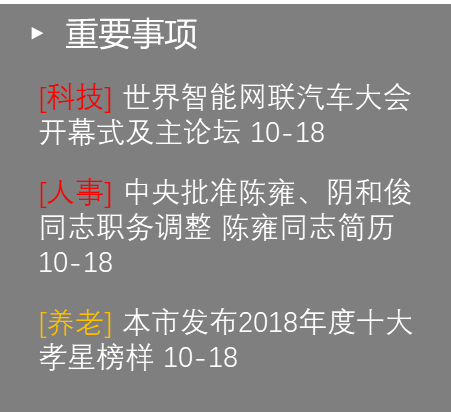 重要事项
[科技] 世界智能网联汽车大会
开幕式及主论坛 10-18
[人事] 中央批准陈雍、阴和俊
同志职务调整 陈雍同志简历
10-18
[养老] 本市发布2018年度十大
孝星榜样 10-18